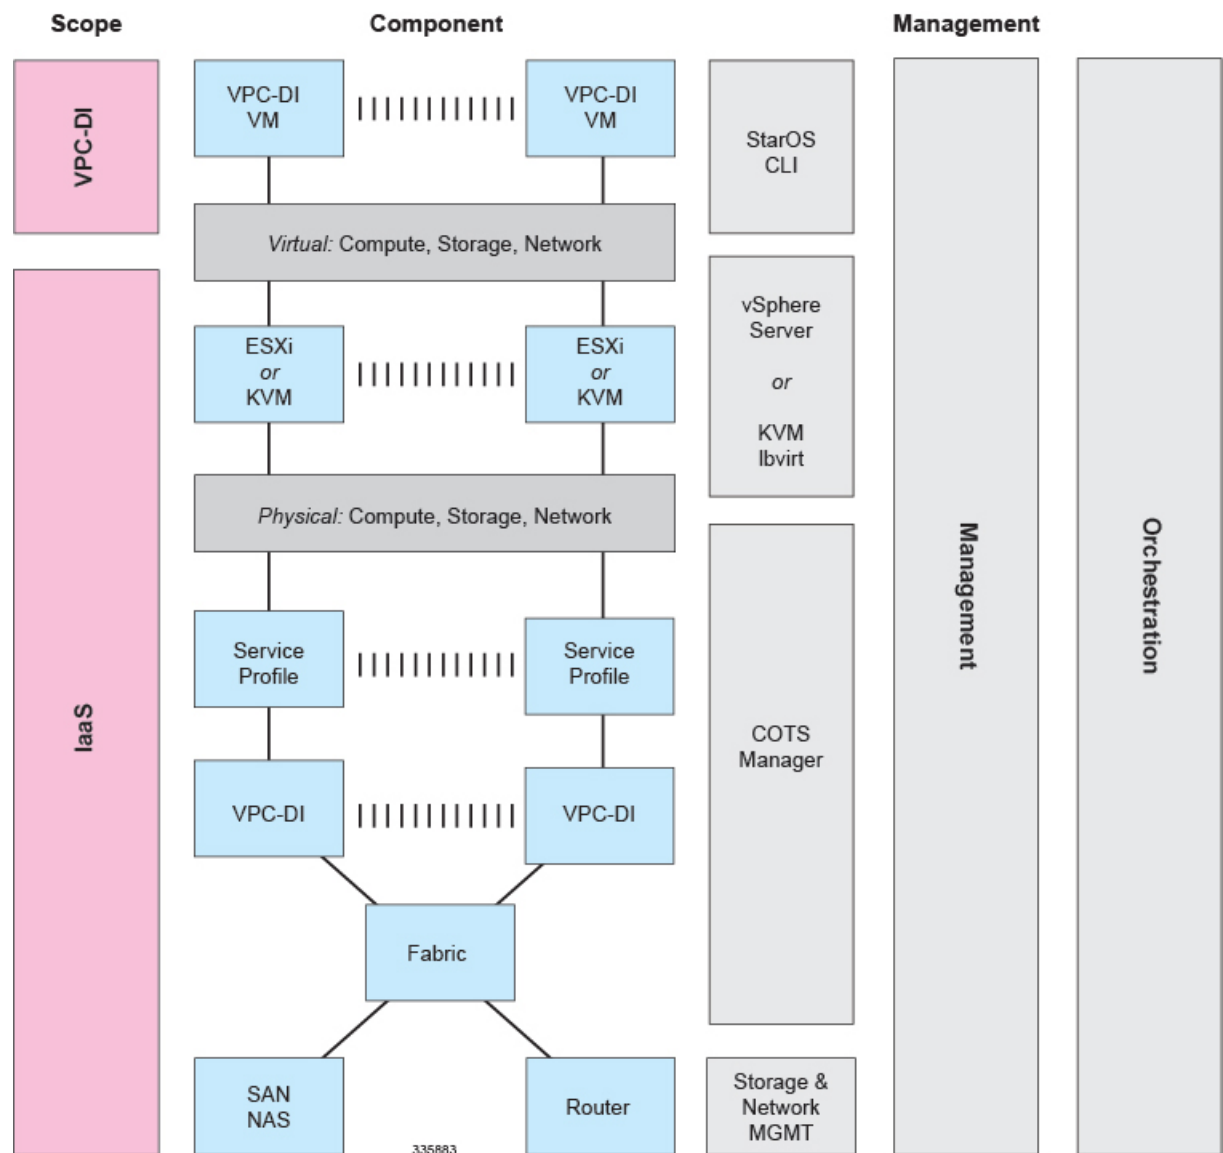 Scope
Component
Management
VPC-DI
VPC-DI
VM
VPC-DI
VM
StarOS
CLI
Virtual: Compute, Storage, Network
IaaS
ESXi
or
KVM
ESXi
or
KVM
vSphere
Server
or
KVM
lbvirt
Physical: Compute, Storage, Network
Service
Profile
Service
Profile
COTS
Manager
VPC-DI
VPC-DI
Fabric
SAN
NAS
Router
Storage &
Network
MGMT
Management
Orchestration
335883